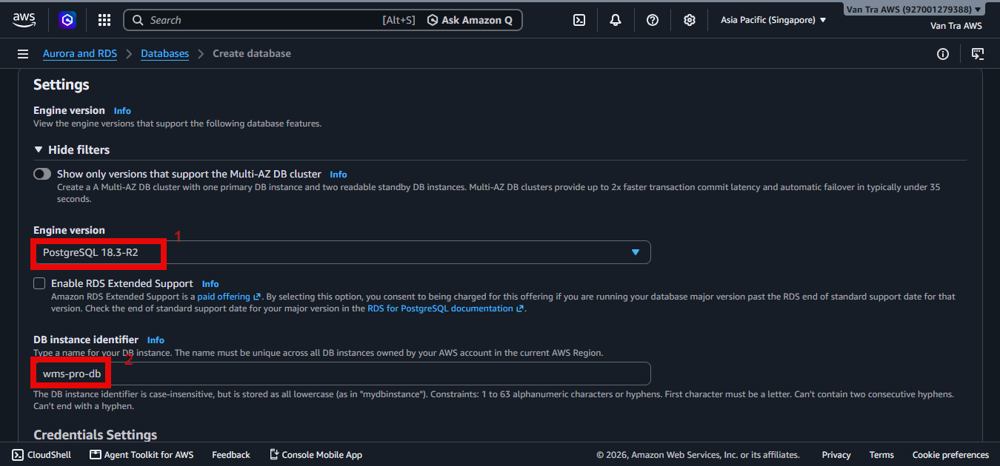 aws
Search [Alt+S] Ask Amazon Q
Asia Pacific (Singapore)
Van Tra AWS (927001279388)
Van Tra AWS
Aurora and RDS Databases Create database
Settings
Engine version Info
View the engine versions that support the following database features.
Hide filters
Show only versions that support the Multi-AZ DB cluster Info
Create a A Multi-AZ DB cluster with one primary DB instance and two readable standby DB instances. Multi-AZ DB clusters provide up to 2x faster transaction commit latency and automatic failover in typically under 35
seconds.
Engine version
1
PostgreSQL 18.3-R2
Enable RDS Extended Support Info
Amazon RDS Extended Support is a paid offering. By selecting this option, you consent to being charged for this offering if you are running your database major version past the RDS end of standard support date for that
version. Check the end of standard support date for your major version in the RDS for PostgreSQL documentation.
DB instance identifier Info
Type a name for your DB instance. The name must be unique across all DB instances owned by your AWS account in the current AWS Region.
2
wms-pro-db
The DB instance identifier is case-insensitive, but is stored as all lowercase (as in "mydbinstance"). Constraints: 1 to 63 alphanumeric characters or hyphens. First character must be a letter. Can't contain two consecutive hyphens.
Can't end with a hyphen.
Credentials Settings
CloudShell Agent Toolkit for AWS Feedback Console Mobile App © 2026, Amazon Web Services, Inc. or its affiliates. Privacy Terms Cookie preferences